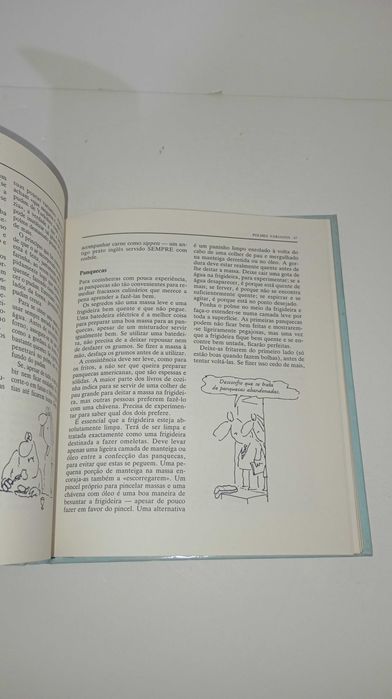 POLMES VARIADOS 67
acompanhar carne como sippets — um an-
tigo prato inglês servido SEMPRE com
rosbife.
Panquecas
Para cozinheiras com pouca experiência,
as panquecas são tão convenientes para re-
mediar fracassos culinários que merece a
pena aprender a fazê-las bem.
Os segredos são uma massa leve e uma
frigideira bem quente e que não pegue.
Uma batedeira eléctrica é a melhor coisa
para preparar uma boa massa para as pan-
quecas, apesar de um misturador servir
igualmente bem. Se utilizar uma batedei-
ra, não precisa de a deixar repousar nem
de desfazer os grumos. Se fizer a massa à
mão, desfaça os grumos antes de a utilizar.
A consistência deve ser leve, como para
os fritos, a não ser que queira preparar
panquecas americanas, que são espessas e
sólidas. A maior parte dos livros de cozi-
nha indica para se servir de uma colher de
pau grande para deitar a massa na frigidei-
ra, mas outras pessoas preferem fazê-lo
com uma chávena. Precisa de experimen-
tar para saber qual dos dois prefere.
É essencial que a frigideira esteja ab-
solutamente limpa. Terá de ser limpa e
tratada exactamente como uma frigideira
destinada a fazer omeletas. Deve levar
apenas uma ligeira camada de manteiga ou
óleo entre a confecção das panquecas,
para evitar que estas se peguem. Uma pe-
quena porção de manteiga na massa en-
coraja-as também a «escorregarem». Um
pincel próprio para pincelar massas e uma
chávena com óleo é uma boa maneira de
besuntar a frigideira — apesar de pouco
fazer em favor do pincel. Uma alternativa
é um paninho limpo enrolado à volta do
cabo de uma colher de pau e mergulhado
na manteiga derretida ou no óleo. A gor-
dura deve estar realmente quente antes de
lhe deitar a massa. Deixe cair uma gota de
água na frigideira, para experimentar. Se a
água desaparecer, é porque está quente de
mais; se ferver, é porque não se encontra
suficientemente quente; se espirrar e se
agitar, é porque está no ponto desejado.
Ponha o polme no meio da frigideira e
faça-o estender-se numa camada leve por
toda a superfície. As primeiras panquecas
podem não ficar bem feitas e mostrarem-
se ligeiramente pegajosas, mas uma vez
que a frigideira fique bem quente e se en-
contre bem untada, ficarão perfeitas.
Deixe-as fritarem do primeiro lado (só
estão boas quando fazem bolhas), antes de
tentar voltá-las. Se fizer uso cedo de mais,
Desconfio que se trata
de panquecas abandonadas.